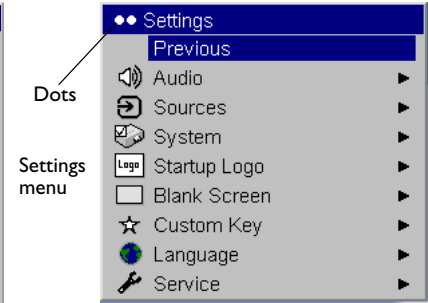 Settings
Previous
Dots
Audio
Sources
System
Settings
menu
Logo
Startup Logo
Blank Screen
Custom Key
Language
Service